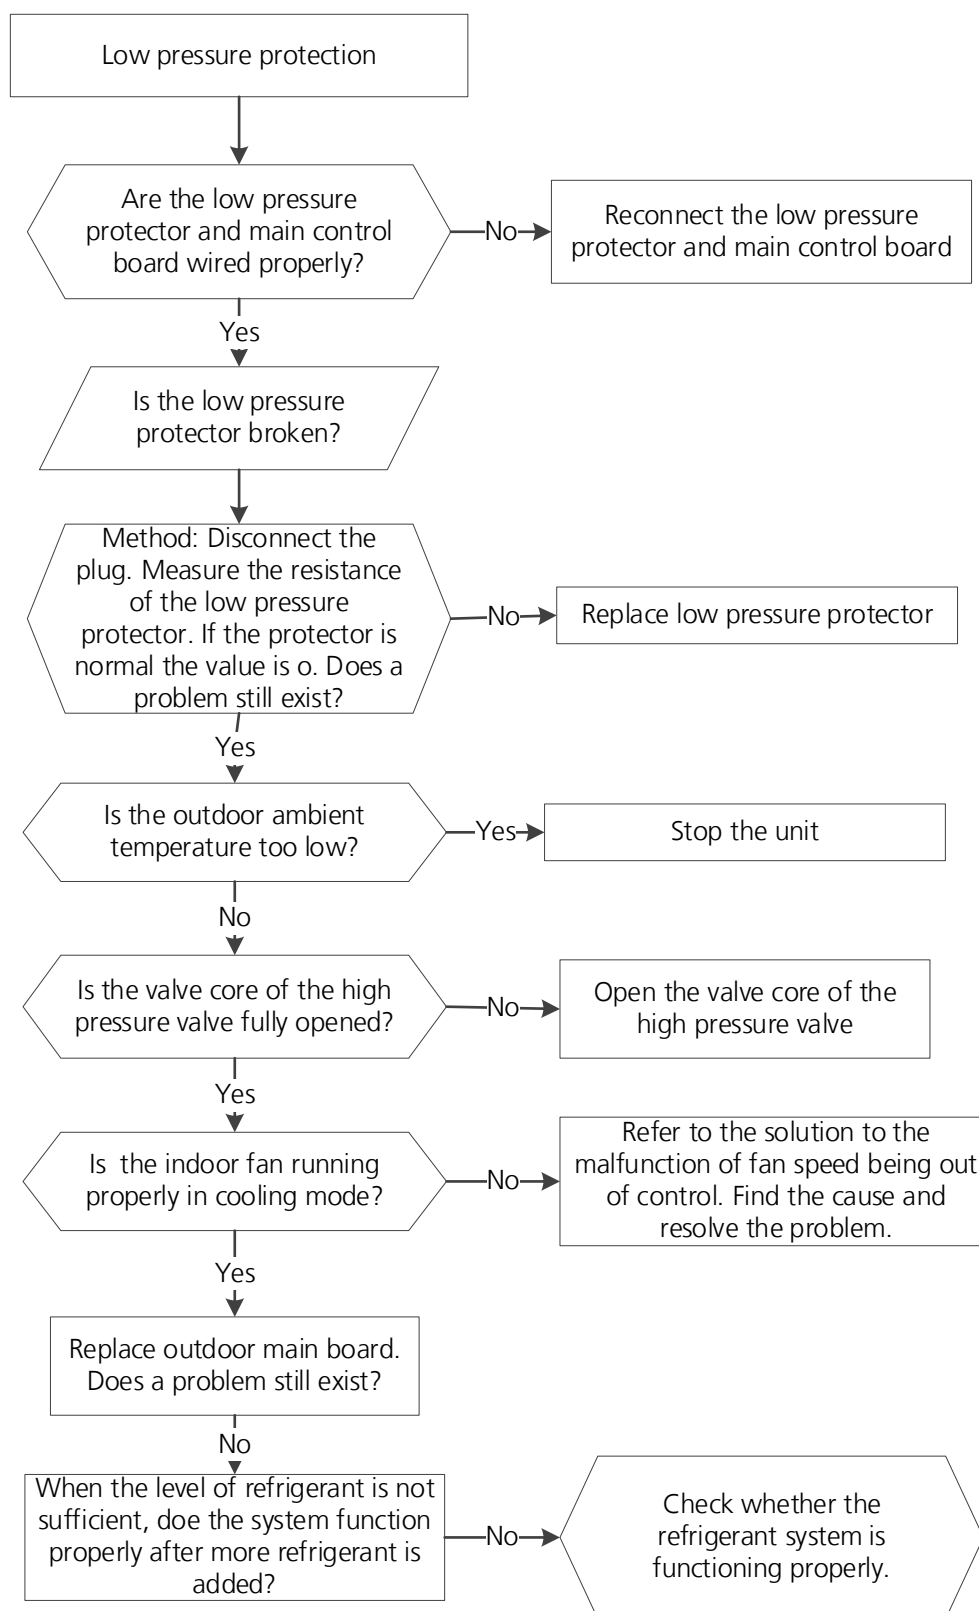 Low pressure protection
Are the low pressure
protector and main control
board wired properly?
No
Reconnect the low pressure
protector and main control board
Yes
Is the low pressure
protector broken?
Method: Disconnect the
plug. Measure the resistance
of the low pressure
protector. If the protector is
normal the value is o. Does a
problem still exist?
No
Replace low pressure protector
Yes
Is the outdoor ambient
temperature too low?
Yes
Stop the unit
No
Is the valve core of the high
pressure valve fully opened?
No
Open the valve core of the
high pressure valve
Yes
Is the indoor fan running
properly in cooling mode?
No
Refer to the solution to the
malfunction of fan speed being out
of control. Find the cause and
resolve the problem.
Yes
Replace outdoor main board.
Does a problem still exist?
No
When the level of refrigerant is not
sufficient, doe the system function
properly after more refrigerant is
added?
No
Check whether the
refrigerant system is
functioning properly.